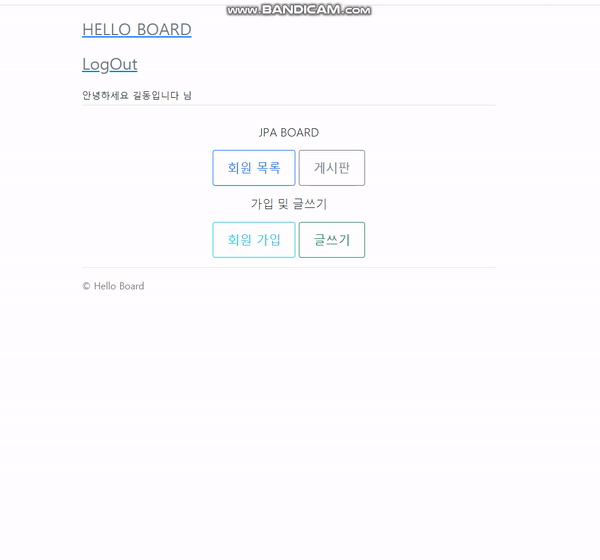 www.BANDICAM.com
HELLO BOARD
LogOut
안녕하세요 길동입니다 님
JPA BOARD
회원 목록 게시판
가입 및 글쓰기
회원 가입 글쓰기
© Hello Board